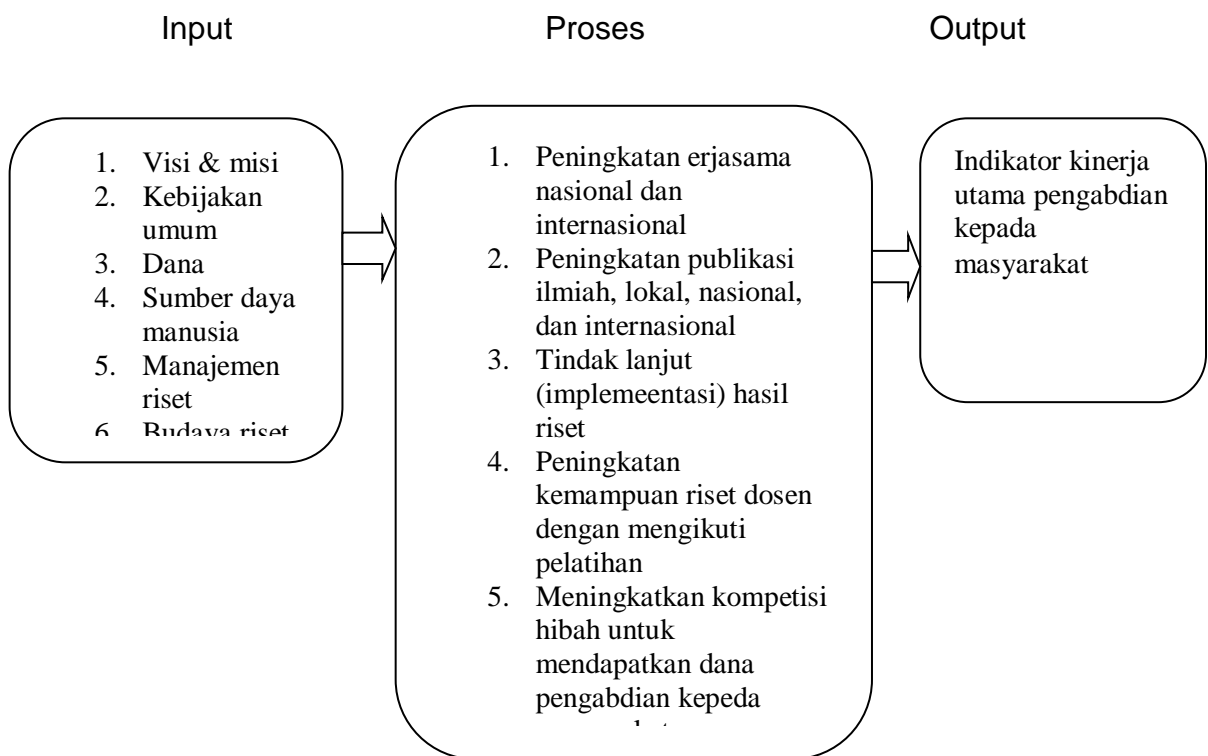 Input
Proses
Output
1. Visi & misi
2. Kebijakan
umum
3. Dana
4. Sumber daya
manusia
5. Manajemen
riset
6. Budaya riset
1. Peningkatan erjasama
nasional dan
internasional
2. Peningkatan publikasi
ilmiah, lokal, nasional,
dan internasional
3. Tindak lanjut
(implemeentasi) hasil
riset
4. Peningkatan
kemampuan riset dosen
dengan mengikuti
pelatihan
5. Meningkatkan kompetisi
hibah untuk
mendapatkan dana
pengabdian kepeda
Indikator kinerja
utama pengabdian
kepada
masyarakat